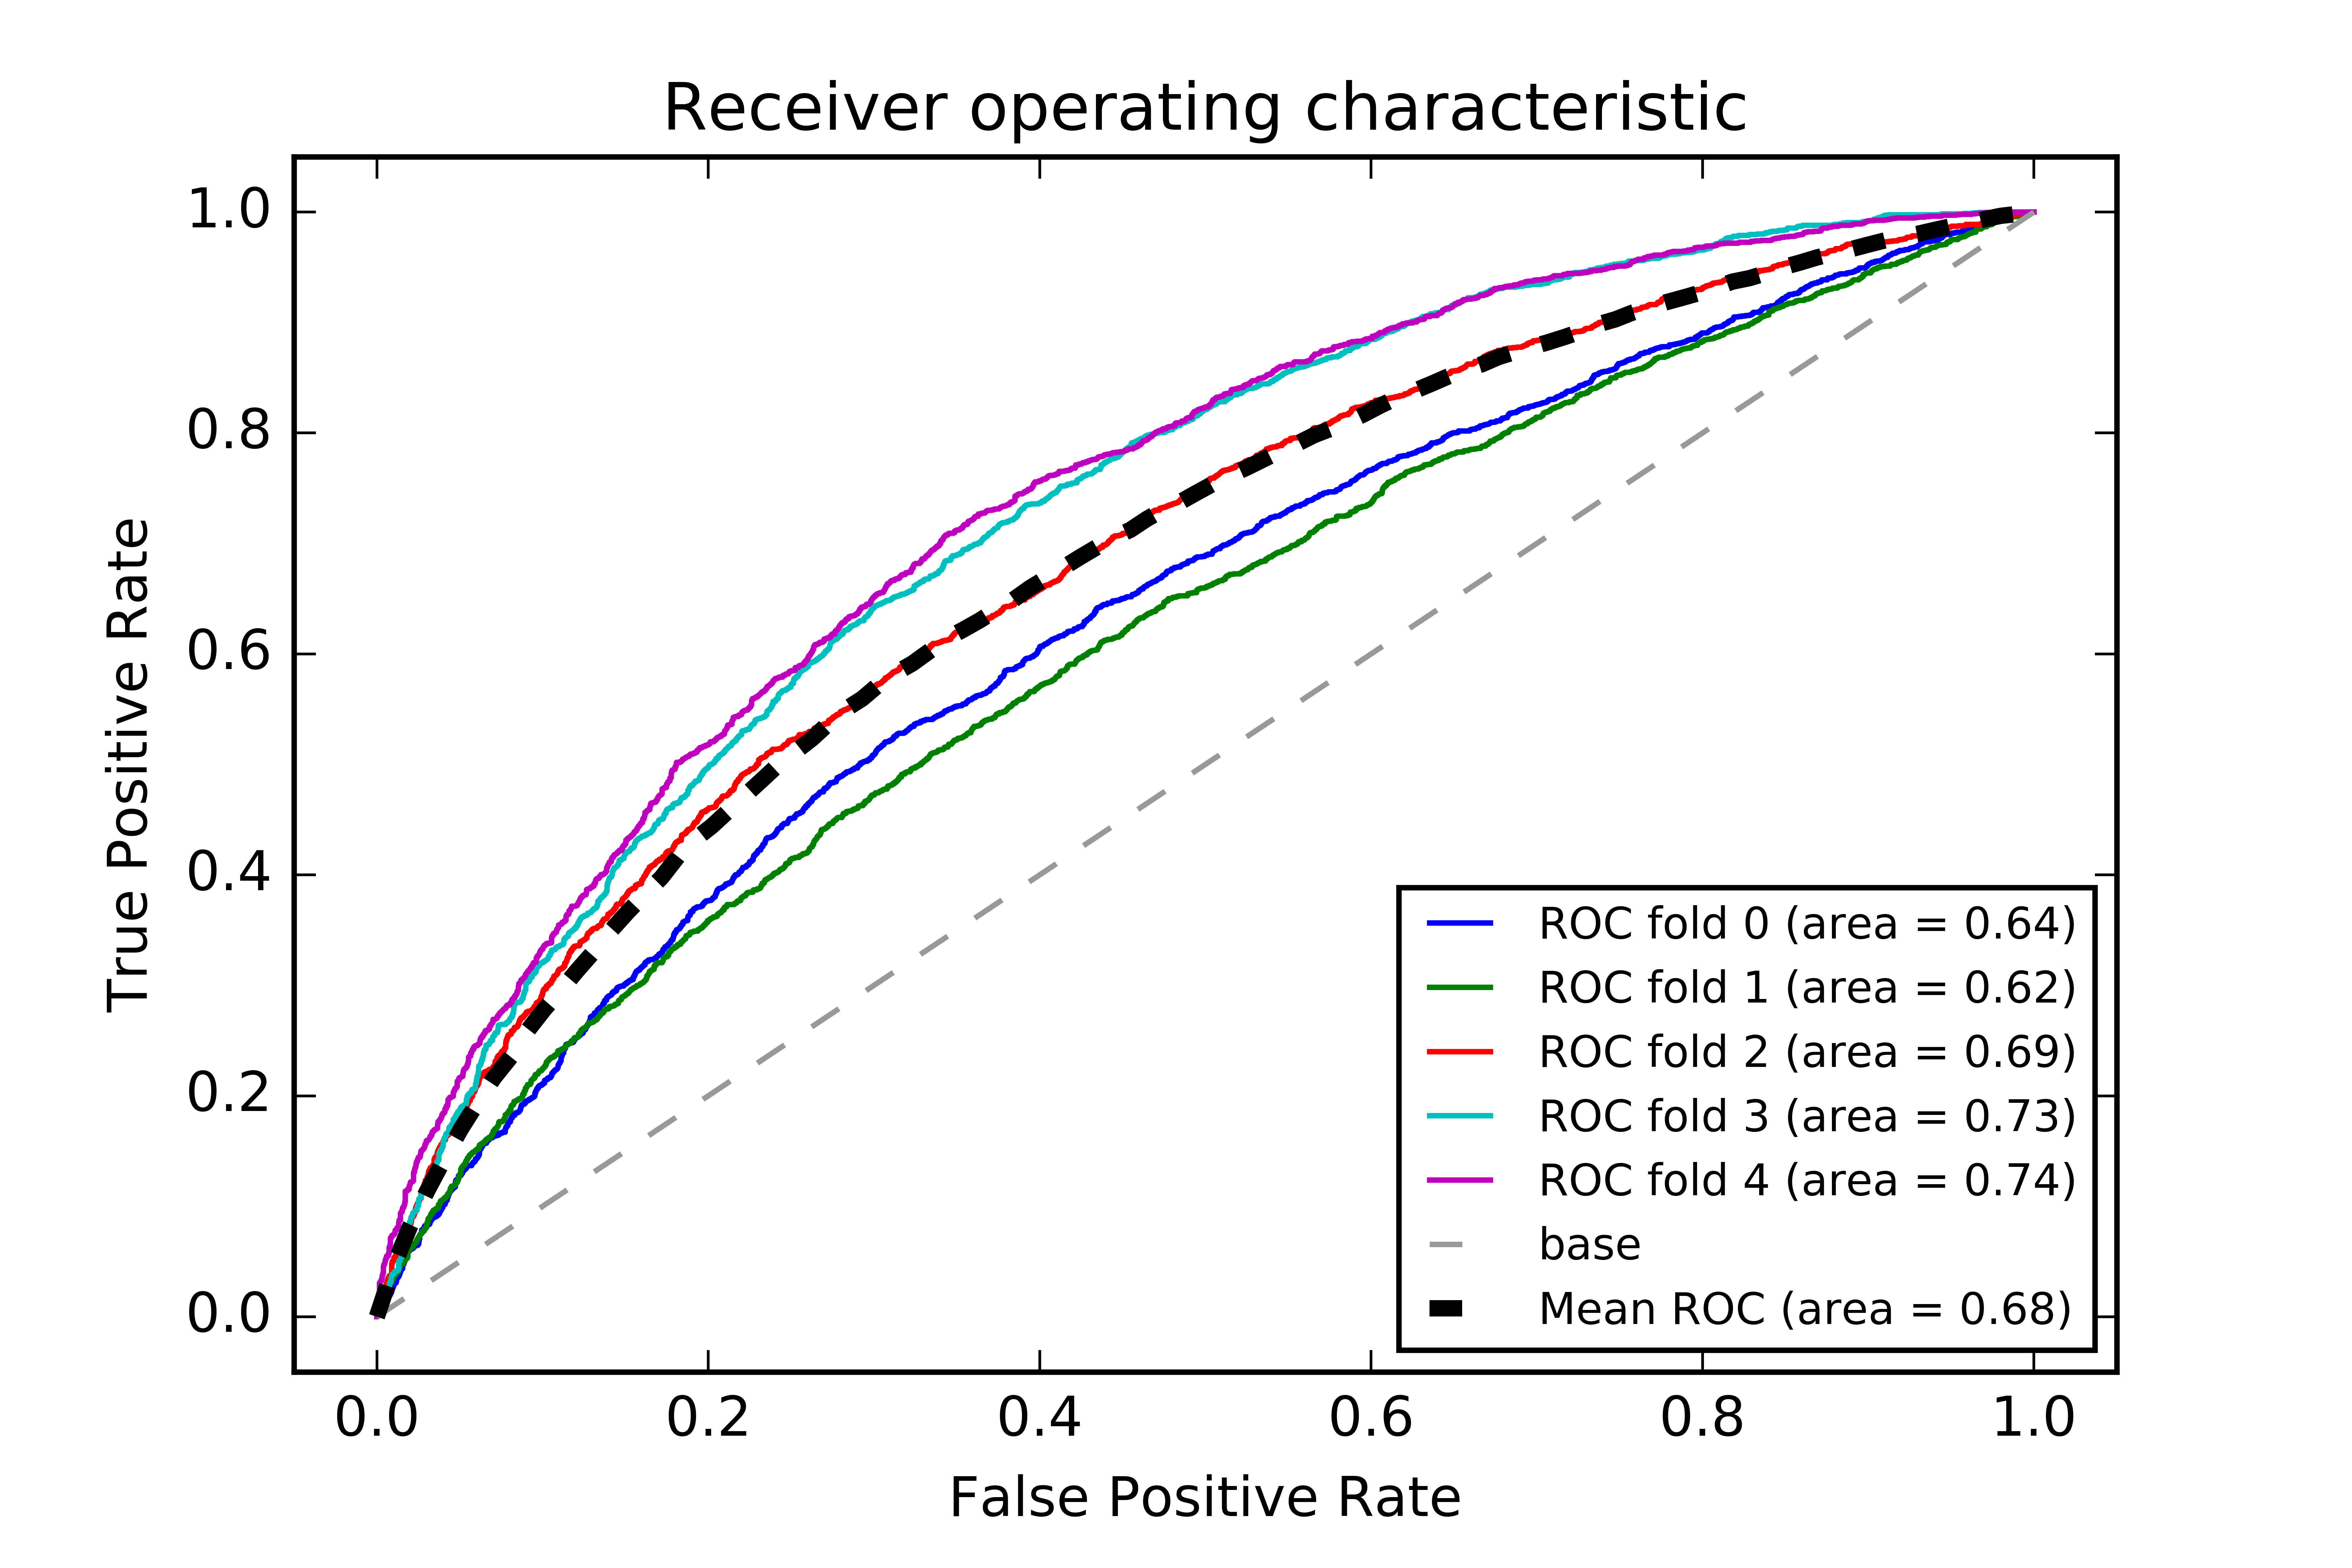 Receiver operating characteristic
1.0
0.8
0.6
0.4
0.2
0.0
True Positive Rate
0.0 0.2 0.4 0.6 0.8 1.0
False Positive Rate
ROC fold 0 (area = 0.64)
ROC fold 1 (area = 0.62)
ROC fold 2 (area = 0.69)
ROC fold 3 (area = 0.73)
ROC fold 4 (area = 0.74)
base
Mean ROC (area = 0.68)